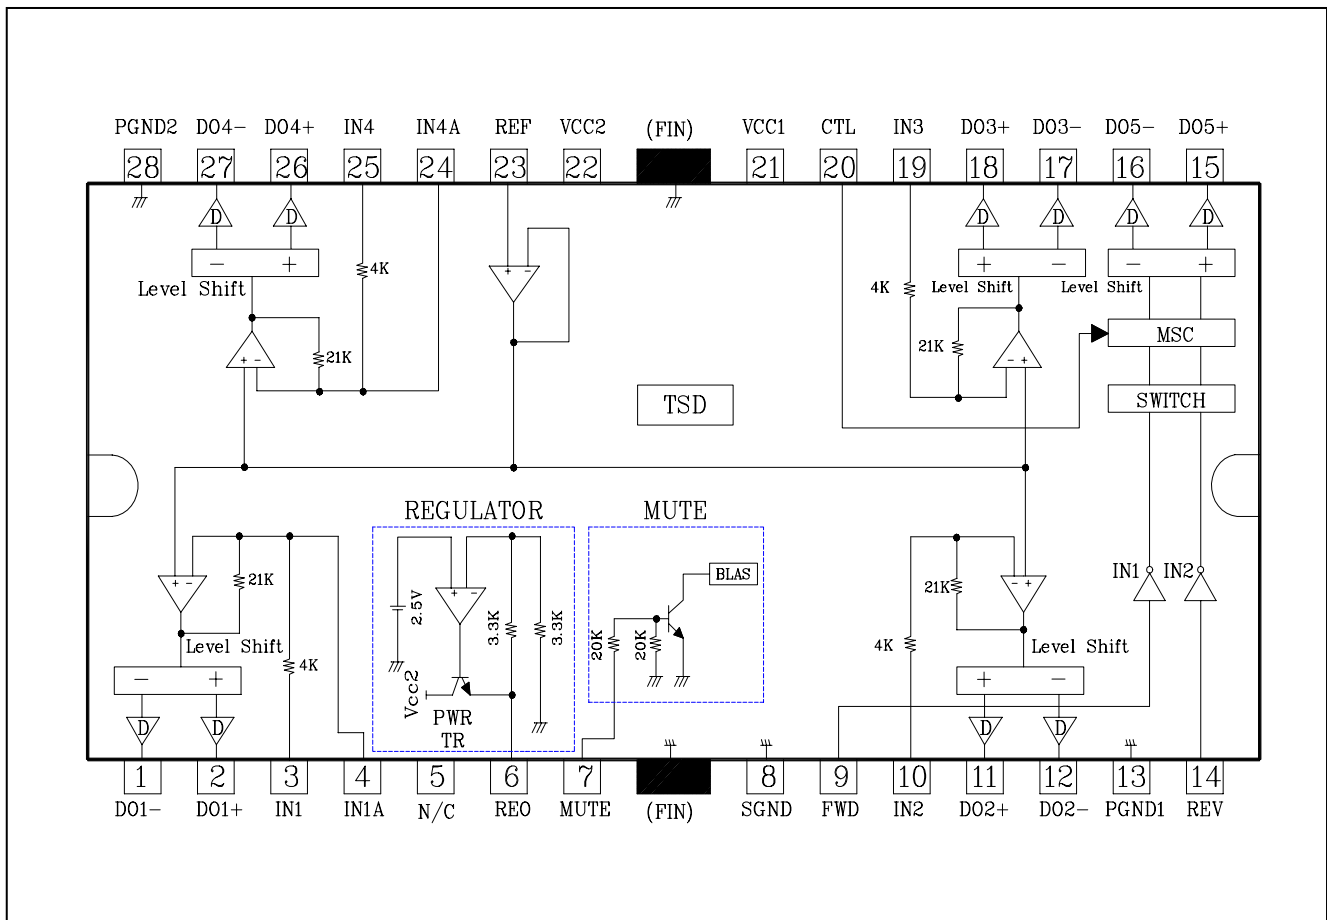 PGND2 DO4- DO4+ IN4 IN4A REF VCC2 (FIN) VCC1 CTL IN3 DO3+ DO3- DO5- DO5+
28 27 26 25 24 23 22 21 20 19 18 17 16 15
D D D D D D
- + + - - +
4K + -
Level Shift 4K Level Shift Level Shift
MSC
+ - 21K 21K - +
TSD SWITCH
REGULATOR MUTE
+ - 21K + - BLAS 21K - + IN1 IN2
2.5V 3.3K 3.3K 20K 20K
Level Shift 4K 4K Level Shift
- + Vcc2 + -
D D PWR D D
TR
1 2 3 4 5 6 7 8 9 10 11 12 13 14
DO1- DO1+ IN1 IN1A N/C REO MUTE (FIN) SGND FWD IN2 DO2+ DO2- PGND1 REV